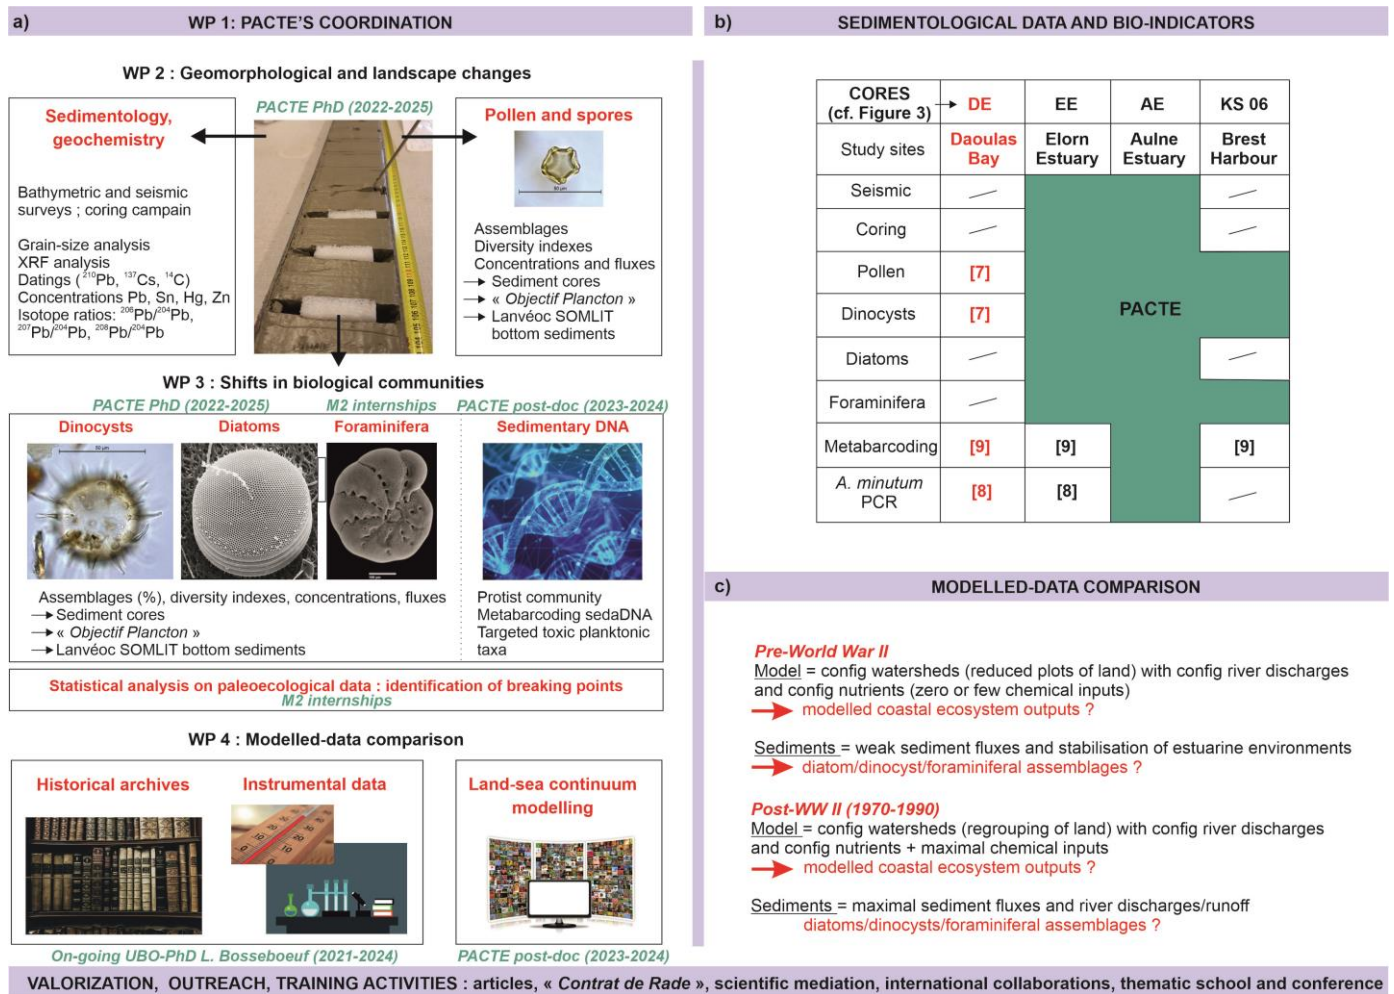 a)
WP 1: PACTE'S COORDINATION
WP 2 : Geomorphological and landscape changes
PACTE PhD (2022-2025)
Sedimentology,
geochemistry
Bathymetric and seismic
surveys ; coring campain
Grain-size analysis
XRF analysis
Datings ( 210Pb, 137Cs, 14C)
Concentrations Pb, Sn, Hg, Zn
Isotope ratios: 206Pb/204Pb,
207Pb/204Pb, 208Pb/204Pb
Pollen and spores
50 µm
Assemblages
Diversity indexes
Concentrations and fluxes
→ Sediment cores
→ « Objectif Plancton »
→ Lanvéoc SOMLIT
bottom sediments
WP 3 : Shifts in biological communities
PACTE PhD (2022-2025)
M2 internships
PACTE post-doc (2023-2024)
Dinocysts
Diatoms
Foraminifera
Sedimentary DNA
Assemblages (%), diversity indexes, concentrations, fluxes
→ Sediment cores
→ « Objectif Plancton »
→ Lanvéoc SOMLIT bottom sediments
Protist community
Metabarcoding sedaDNA
Targeted toxic planktonic
taxa
Statistical analysis on paleoecological data : identification of breaking points
M2 internships
WP 4 : Modelled-data comparison
Historical archives
Instrumental data
Land-sea continuum
modelling
On-going UBO-PhD L. Bosseboeuf (2021-2024)
PACTE post-doc (2023-2024)
b)
SEDIMENTOLOGICAL DATA AND BIO-INDICATORS
CORES
(cf. Figure 3) → DE EE AE KS 06
Study sites Daoulas Bay Elorn Estuary Aulne Estuary Brest Harbour
Seismic
Coring
Pollen [7]
Dinocysts [7]
PACTE
Diatoms
Foraminifera
Metabarcoding [9] [9] [9]
A. minutum
PCR [8] [8]
c)
MODELLED-DATA COMPARISON
Pre-World War II
Model = config watersheds (reduced plots of land) with config river discharges
and config nutrients (zero or few chemical inputs)
→ modelled coastal ecosystem outputs ?
Sediments = weak sediment fluxes and stabilisation of estuarine environments
→ diatom/dinocyst/foraminiferal assemblages ?
Post-WW II (1970-1990)
Model = config watersheds (regrouping of land) with config river discharges
and config nutrients + maximal chemical inputs
→ modelled coastal ecosystem outputs ?
Sediments = maximal sediment fluxes and river discharges/runoff
diatoms/dinocysts/foraminiferal assemblages ?
VALORIZATION, OUTREACH, TRAINING ACTIVITIES : articles, « Contrat de Rade », scientific mediation, international collaborations, thematic school and conference